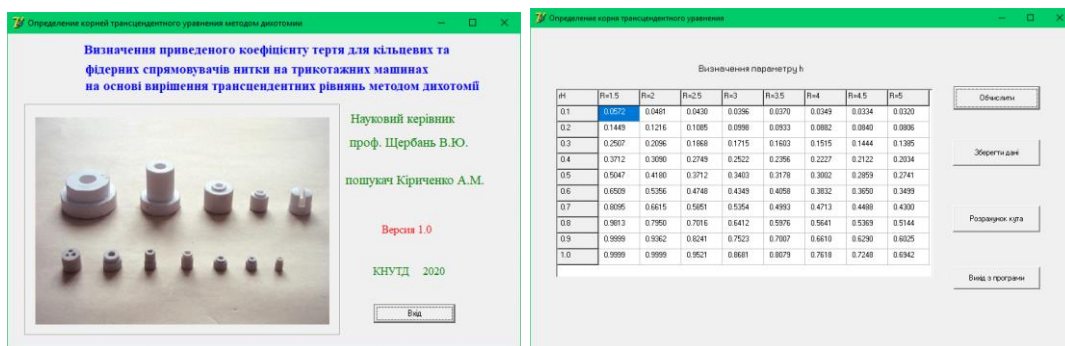 Определение корней трансцендентного уравнения методом дихотомии
Визначення приведеного коефіцієнту тертя для кільцевих та
фідерних спрямовувачів нитки на трикотажних машинах
на основі вирішення трансцендентних рівнянь методом дихотомії
Науковий керівник
проф. Щербань В.Ю.
пошукач Кіриченко А.М.
Версия 1.0
КНУТД 2020
Вхід
Определение корня трансцендентного уравнения
Визначення параметру h
rH R=1.5 R=2 R=2.5 R=3 R=3.5 R=4 R=4.5 R=5
0.1 0.0572 0.0481 0.0430 0.0396 0.0370 0.0349 0.0334 0.0320
0.2 0.1449 0.1216 0.1085 0.0998 0.0933 0.0882 0.0840 0.0806
0.3 0.2507 0.2096 0.1868 0.1715 0.1603 0.1515 0.1444 0.1385
0.4 0.3712 0.3090 0.2749 0.2522 0.2356 0.2227 0.2122 0.2034
0.5 0.5047 0.4180 0.3712 0.3403 0.3178 0.3002 0.2859 0.2741
0.6 0.6509 0.5356 0.4748 0.4349 0.4058 0.3832 0.3650 0.3499
0.7 0.8095 0.6615 0.5851 0.5354 0.4993 0.4713 0.4488 0.4300
0.8 0.9813 0.7950 0.7016 0.6412 0.5976 0.5641 0.5369 0.5144
0.9 0.9999 0.9362 0.8241 0.7523 0.7007 0.6610 0.6290 0.6025
1.0 0.9999 0.9999 0.9521 0.8681 0.8079 0.7618 0.7248 0.6942
Обчислити
Зберегти дані
Розрахунок кута
Вихід з програми